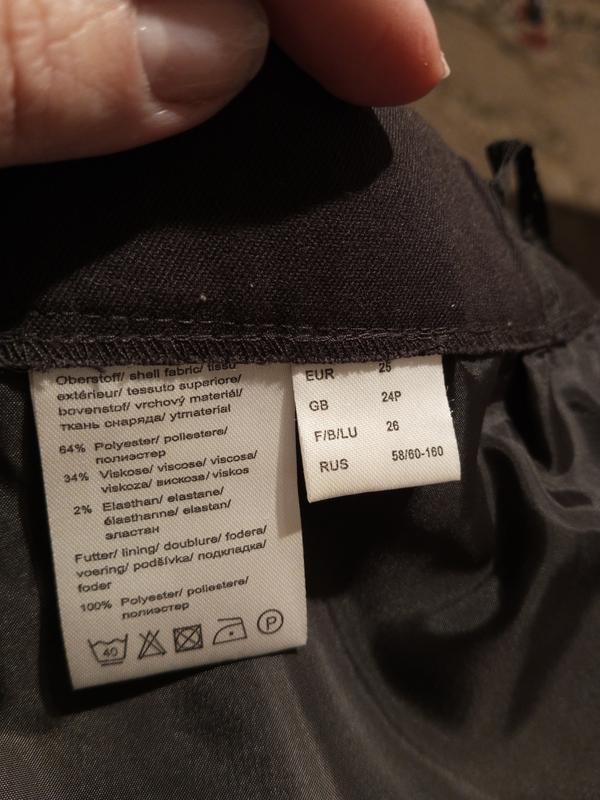 Oberstoff/ shell fabric/ tissu
extérieur/ tessuto superiore/
bovenstof/ vrchový materiál/
ткань снаряда/ ytmaterial
64% Polyester/ poliestere/
полиэстер
34% Viskose/ viscose/ viscosa/
viskoza/ вискоза/ viskos
2% Elasthan/ elastane/
élasthanne/ elastan/
эластан
Futter/ lining/ doublure/ fodera/
voering/ podšívka/ подкладка/
foder
100% Polyester/ poliestere/
полиэстер
40 P
EUR 25
GB 24P
F/B/LU 26
RUS 58/60-160